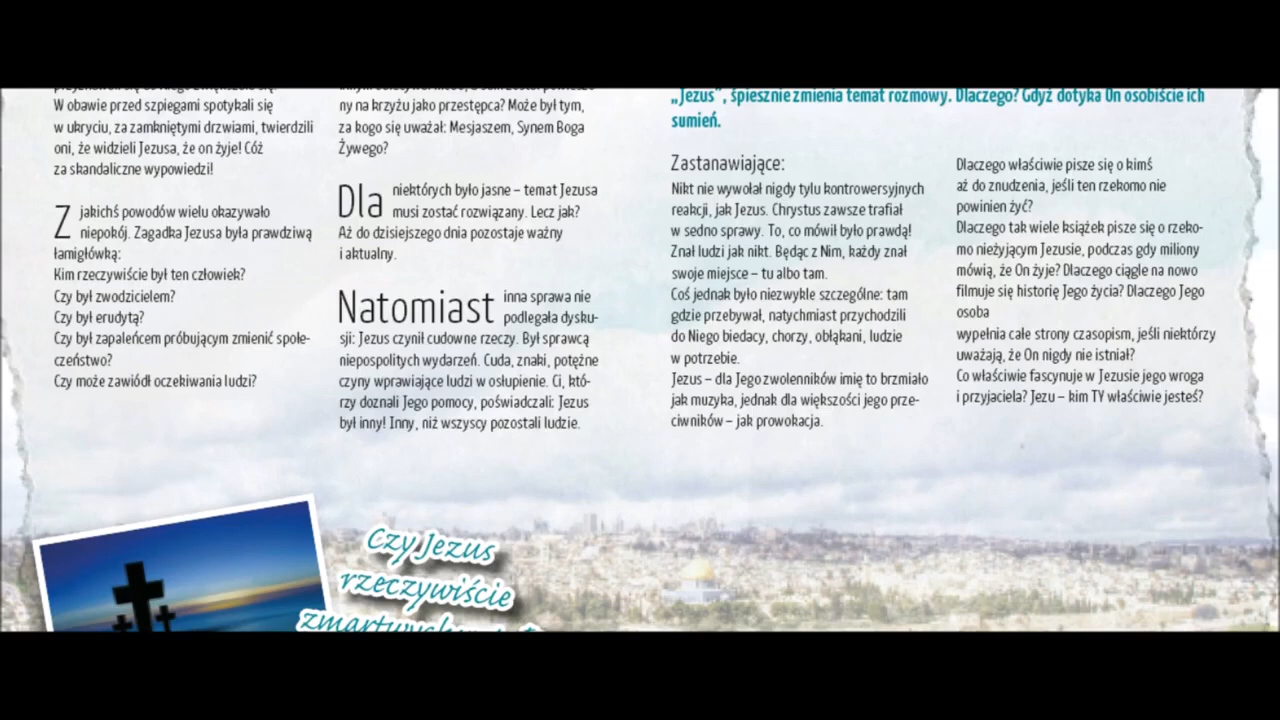 W obawie przed szpiegami spotykali się
w ukryciu, za zamkniętymi drzwiami, twierdzili
oni, że widzieli Jezusa, że on żyje! Cóż
za skandaliczne wypowiedzi!
Z jakichś powodów wielu okazywało
niepokój. Zagadka Jezusa była prawdziwą
łamigłówką:
Kim rzeczywiście był ten człowiek?
Czy był zwodzicielem?
Czy był erudytą?
Czy był zapaleńcem próbującym zmienić społe-
czeństwo?
Czy może zawiódł oczekiwania ludzi?
ny na krzyżu jako przestępca? Może był tym,
za kogo się uważał: Mesjaszem, Synem Boga
Żywego?
Dla niektórych było jasne – temat Jezusa
musi zostać rozwiązany. Lecz jak?
Aż do dzisiejszego dnia pozostaje ważny
i aktualny.
Natomiast inna sprawa nie
podlegała dysku-
sji: Jezus czynił cudowne rzeczy. Był sprawcą
niepospolitych wydarzeń. Cuda, znaki, potężne
czyny wprawiające ludzi w osłupienie. Ci, któ-
rzy doznali Jego pomocy, poświadczali: Jezus
był inny! Inny, niż wszyscy pozostali ludzie.
„Jezus”, śpiesznie zmienia temat rozmowy. Dlaczego? Gdyż dotyka On osobiście ich
sumień.
Zastanawiające:
Nikt nie wywołał nigdy tylu kontrowersyjnych
reakcji, jak Jezus. Chrystus zawsze trafiał
w sedno sprawy. To, co mówił było prawdą!
Znał ludzi jak nikt. Będąc z Nim, każdy znał
swoje miejsce – tu albo tam.
Coś jednak było niezwykle szczególne: tam
gdzie przebywał, natychmiast przychodzili
do Niego biedacy, chorzy, obłąkani, ludzie
w potrzebie.
Jezus – dla Jego zwolenników imię to brzmiało
jak muzyka, jednak dla większości jego prze-
ciwników – jak prowokacja.
Dlaczego właściwie pisze się o kimś
aż do znudzenia, jeśli ten rzekomo nie
powinien żyć?
Dlaczego tak wiele książek pisze się o rzeko-
mo nieżyjącym Jezusie, podczas gdy miliony
mówią, że On żyje? Dlaczego ciągle na nowo
filmuje się historię Jego życia? Dlaczego Jego
osoba
wypełnia całe strony czasopism, jeśli niektórzy
uważają, że On nigdy nie istniał?
Co właściwie fascynuje w Jezusie jego wroga
i przyjaciela? Jezu – kim TY właściwie jesteś?
Czy Jezus
rzeczywiście